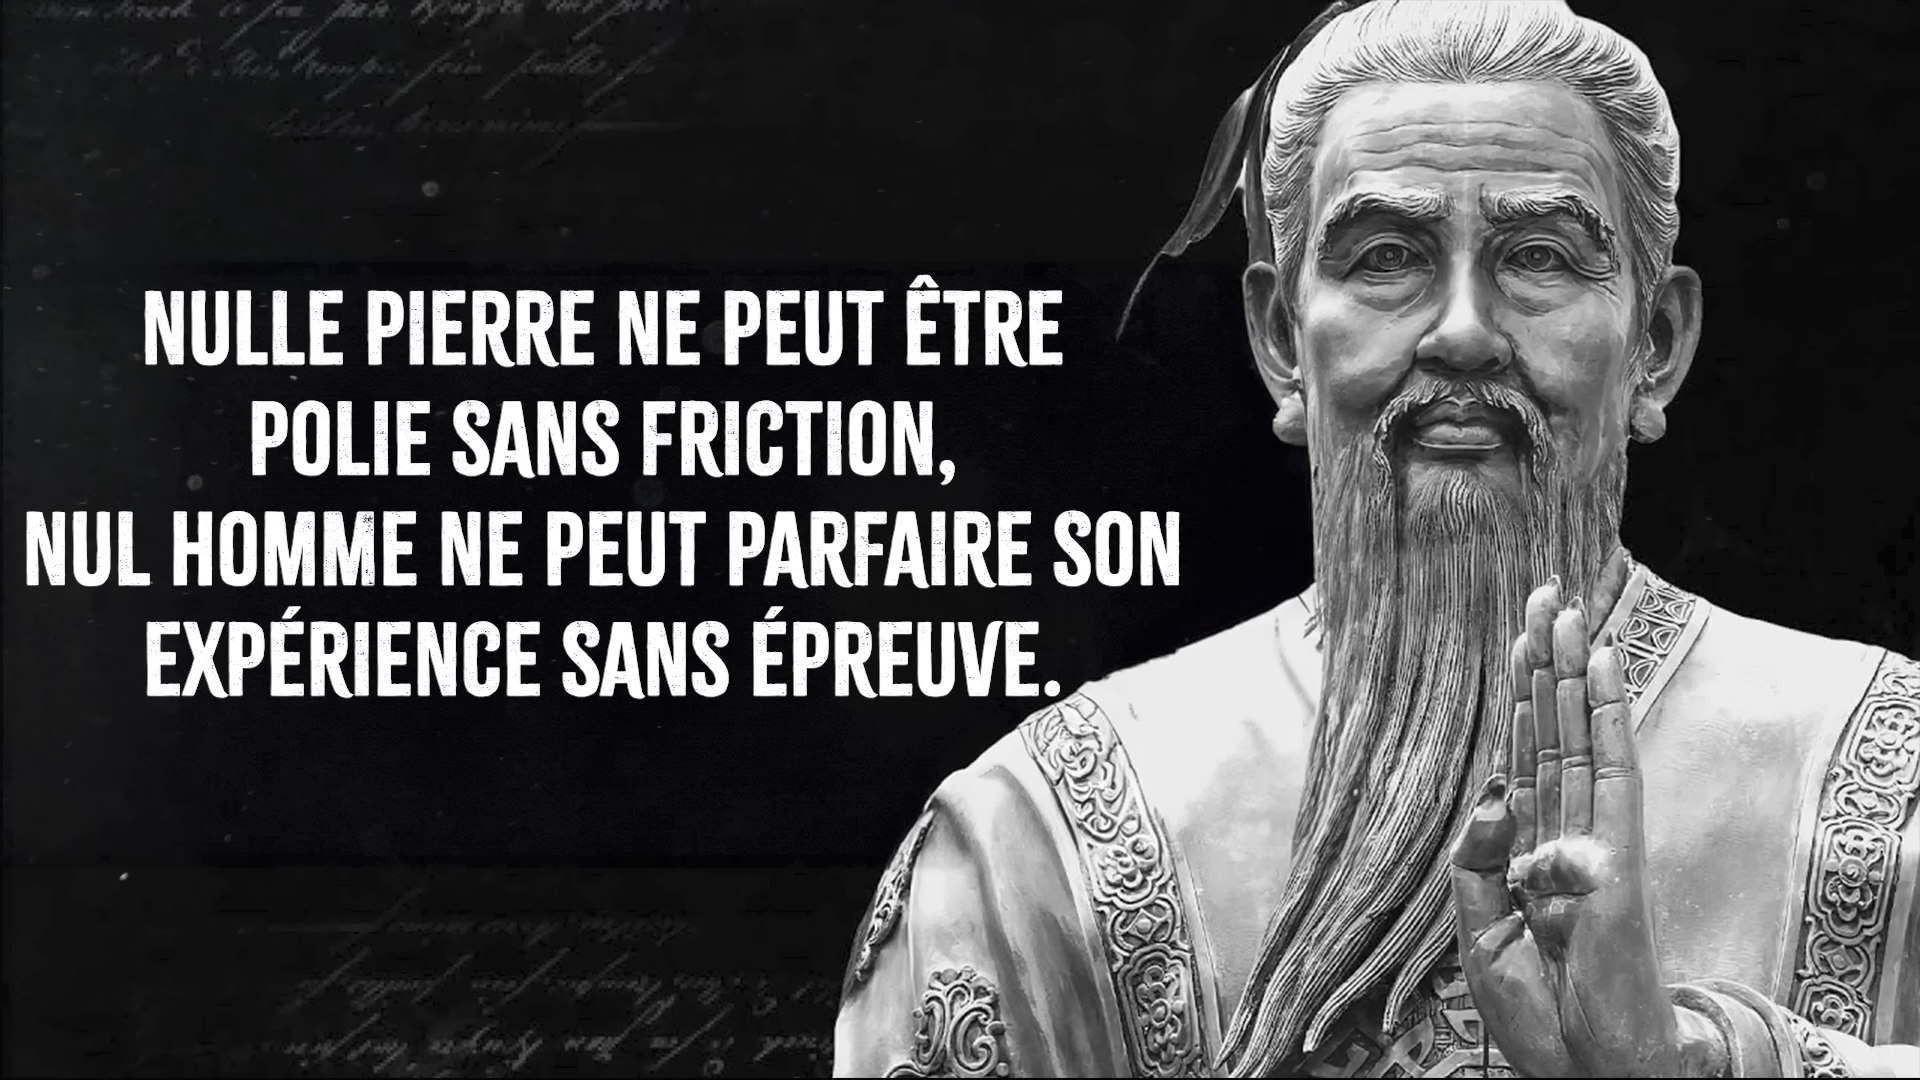 NULLE PIERRE NE PEUT ÊTRE
POLIE SANS FRICTION,
NUL HOMME NE PEUT PARFAIRE SON
EXPÉRIENCE SANS ÉPREUVE.